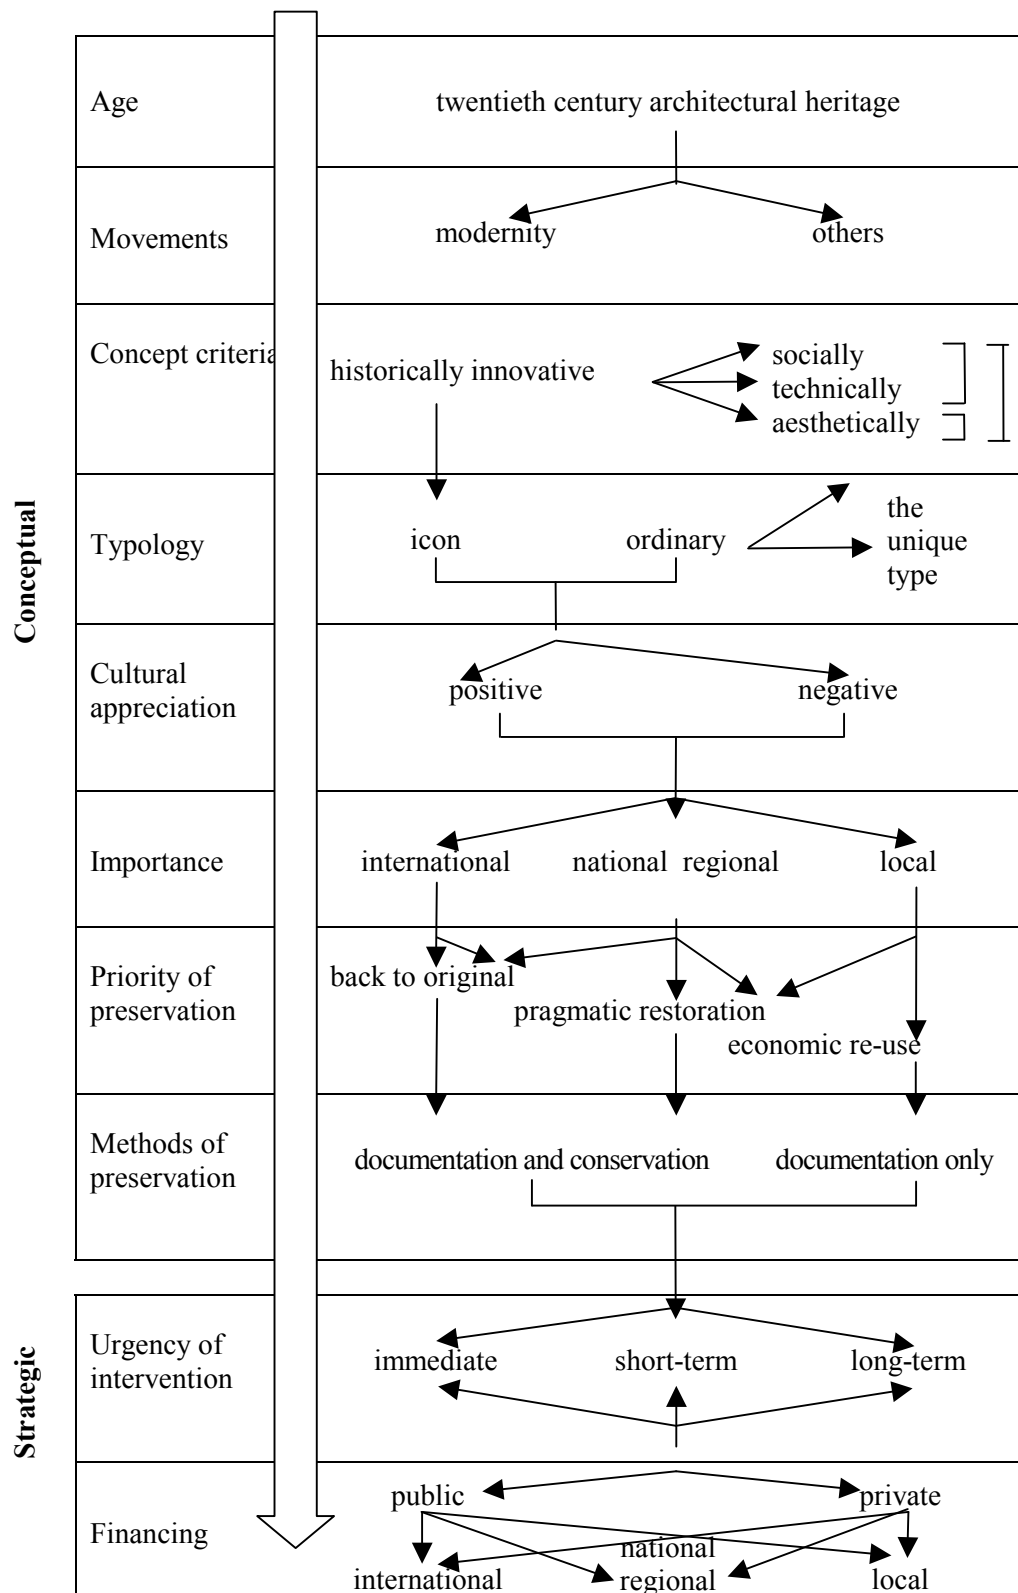 Age
twentieth century architectural heritage
Movements
modernity others
Concept criteria
historically innovative
socially
technically
aesthetically
Conceptual
Typology
icon ordinary
the
unique
type
Cultural
appreciation
positive negative
Importance
international national regional local
Priority of
preservation
back to original
pragmatic restoration
economic re-use
Methods of
preservation
documentation and conservation documentation only
Strategic
Urgency of
intervention
immediate short-term long-term
Financing
public private
national
international regional local